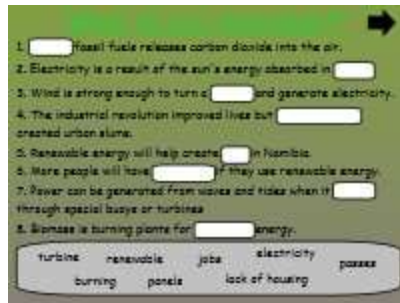 1. fossil fuels releases carbon dioxide into the air.
2. Electricity is a result of the sun's energy absorbed in
3. Wind is strong enough to turn a and generate electricity.
4. The industrial revolution improved lives but
created urban slums.
5. Renewable energy will help create in Namibia.
6. More people will have if they use renewable energy.
7. Power can be generated from waves and tides when it
through special buoys or turbines
8. Biomass is burning plants for energy.
turbine renewable jobs electricity passes
burning panels lack of housing